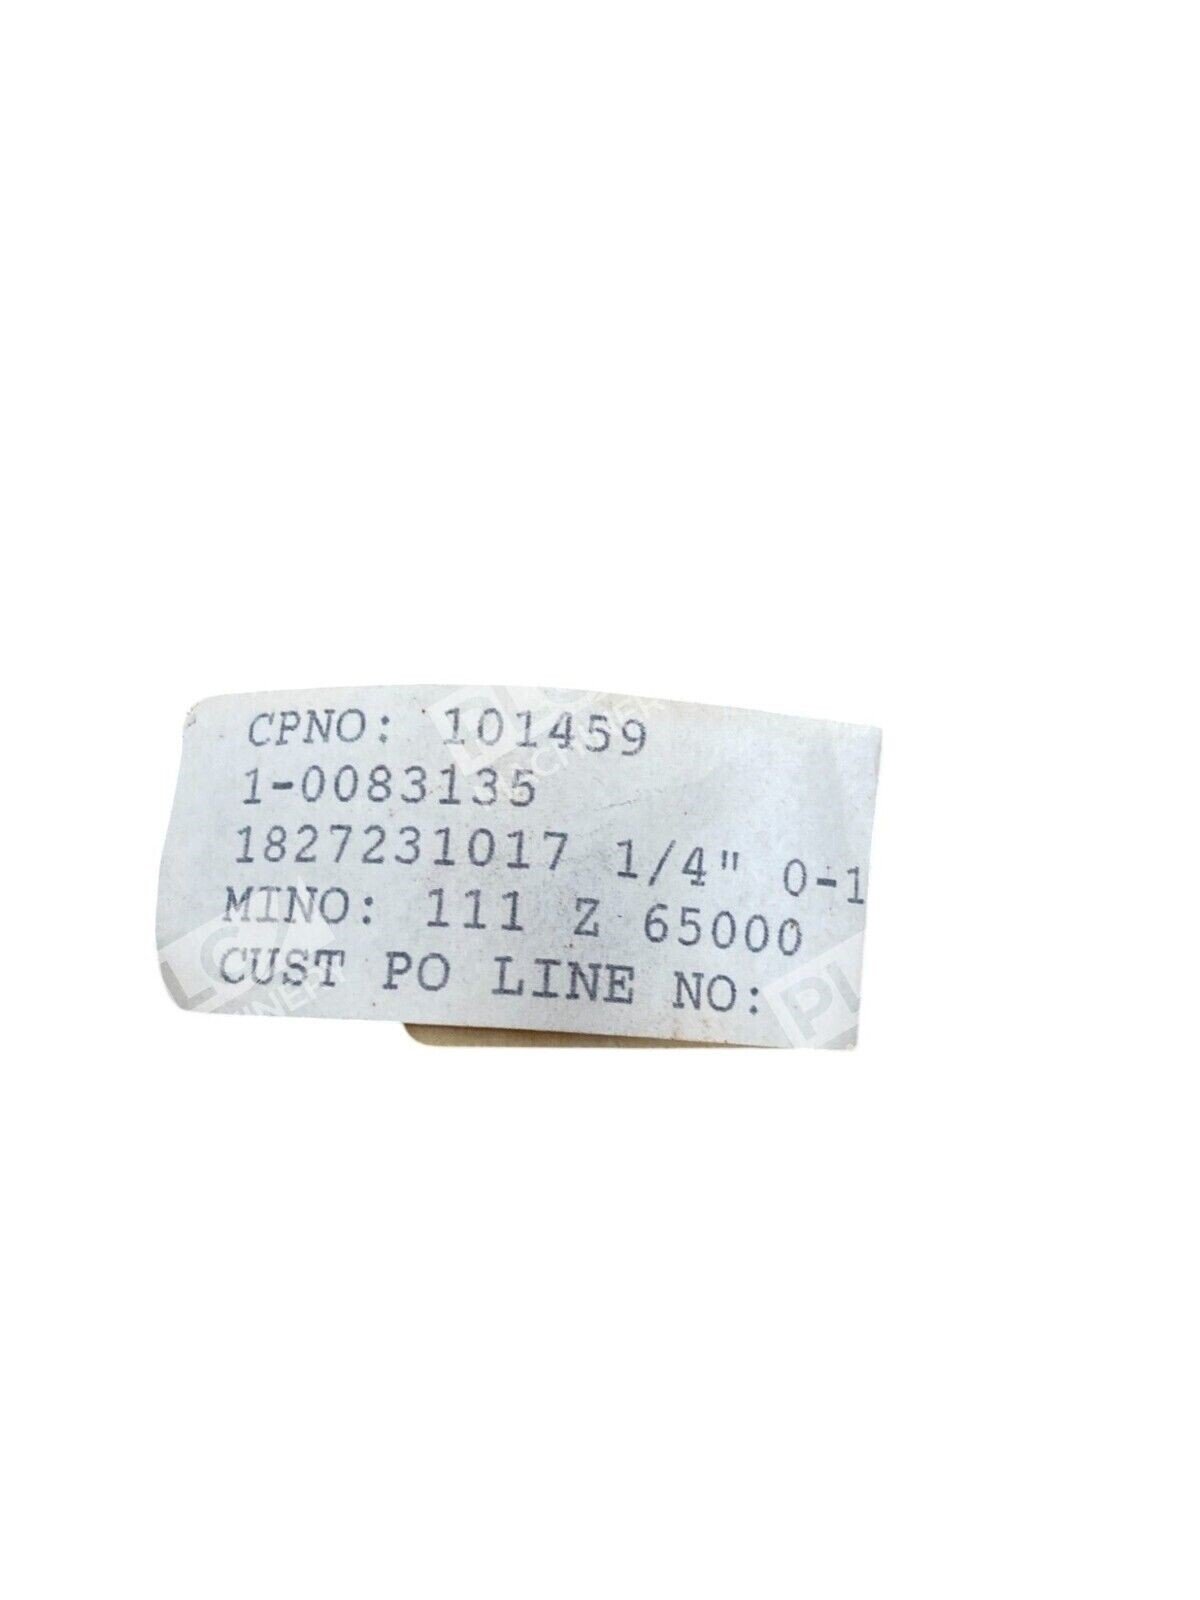 CPNO: 101459
1-0083135
1827231017 1/4" 0-1
MINO: 111 Z 65000
CUST PO LINE NO: